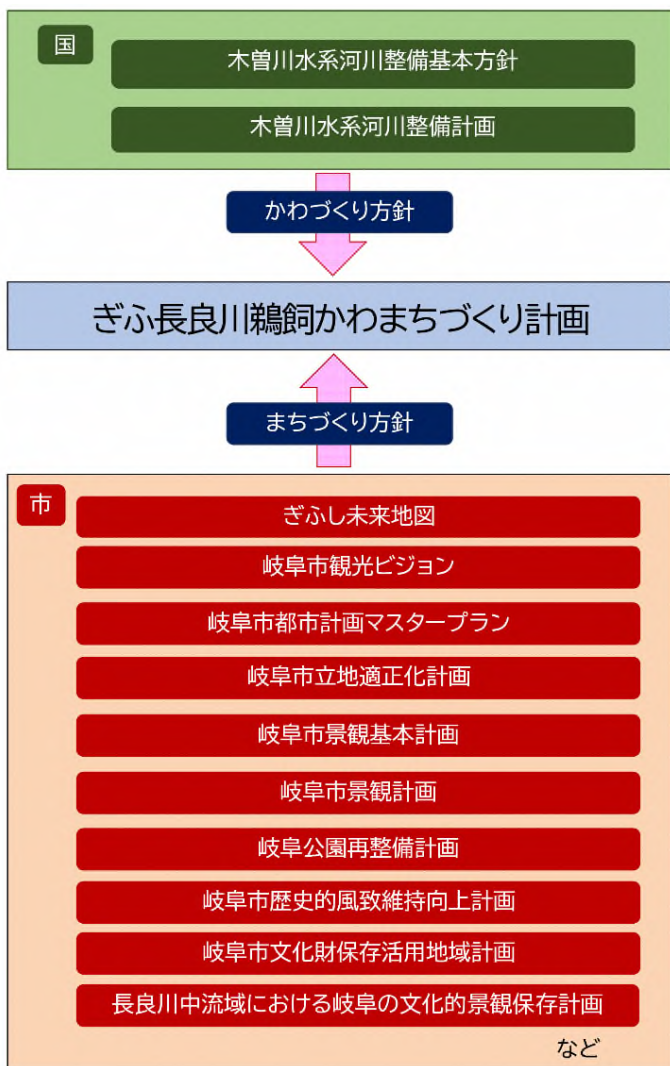 国
木曽川水系河川整備基本方針
木曽川水系河川整備計画
かわづくり方針
ぎふ長良川鵜飼かわまちづくり計画
まちづくり方針
市
ぎふし未来地図
岐阜市観光ビジョン
岐阜市都市計画マスタープラン
岐阜市立地適正化計画
岐阜市景観基本計画
岐阜市景観計画
岐阜公園再整備計画
岐阜市歴史的風致維持向上計画
岐阜市文化財保存活用地域計画
長良川中流域における岐阜の文化的景観保存計画
など